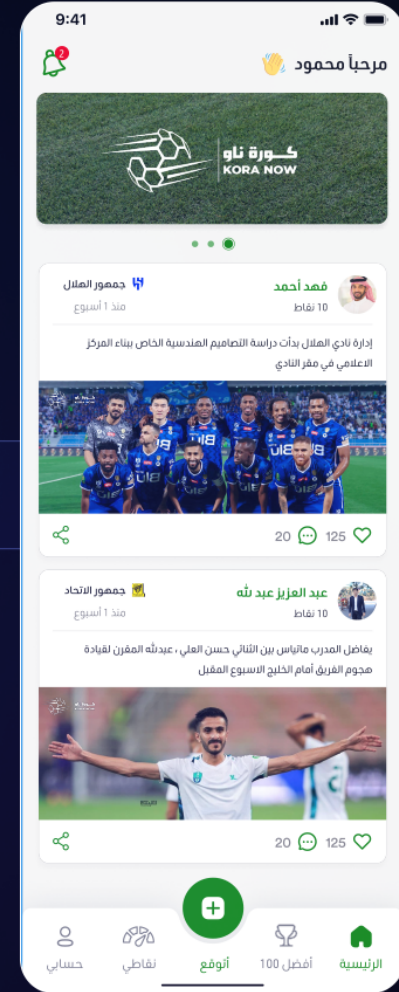 9:41
مرحباً محمود 👋
2
كـورة ناو
KORA NOW
فهد أحمد
جمهور الهلال
10 نقاط
منذ 1 أسبوع
إدارة نادي الهلال بدأت دراسة التصاميم الهندسية الخاص ببناء المركز
الاعلامي في مقر النادي
125
20
عبد العزيز عبد لله
جمهور الاتحاد
10 نقاط
منذ 1 أسبوع
يفاضل المدرب ماتياس بين الثنائي حسن العلي ، عبدلله المقرن لقيادة
هجوم الفريق أمام الخليج الاسبوع المقبل
125
20
الرئيسية
أفضل 100
أتوقع
نقاطي
حسابي